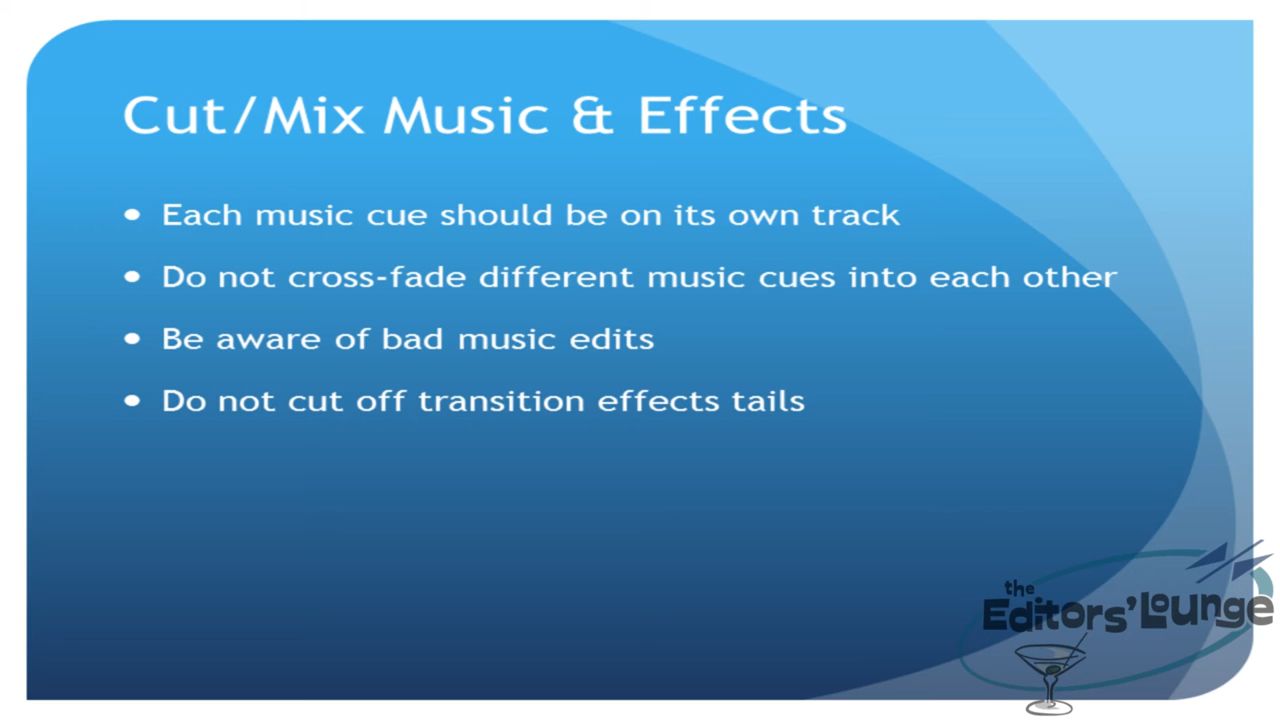 Cut/Mix Music & Effects
• Each music cue should be on its own track
• Do not cross-fade different music cues into each other
• Be aware of bad music edits
• Do not cut off transition effects tails
the
Editors' Lounge